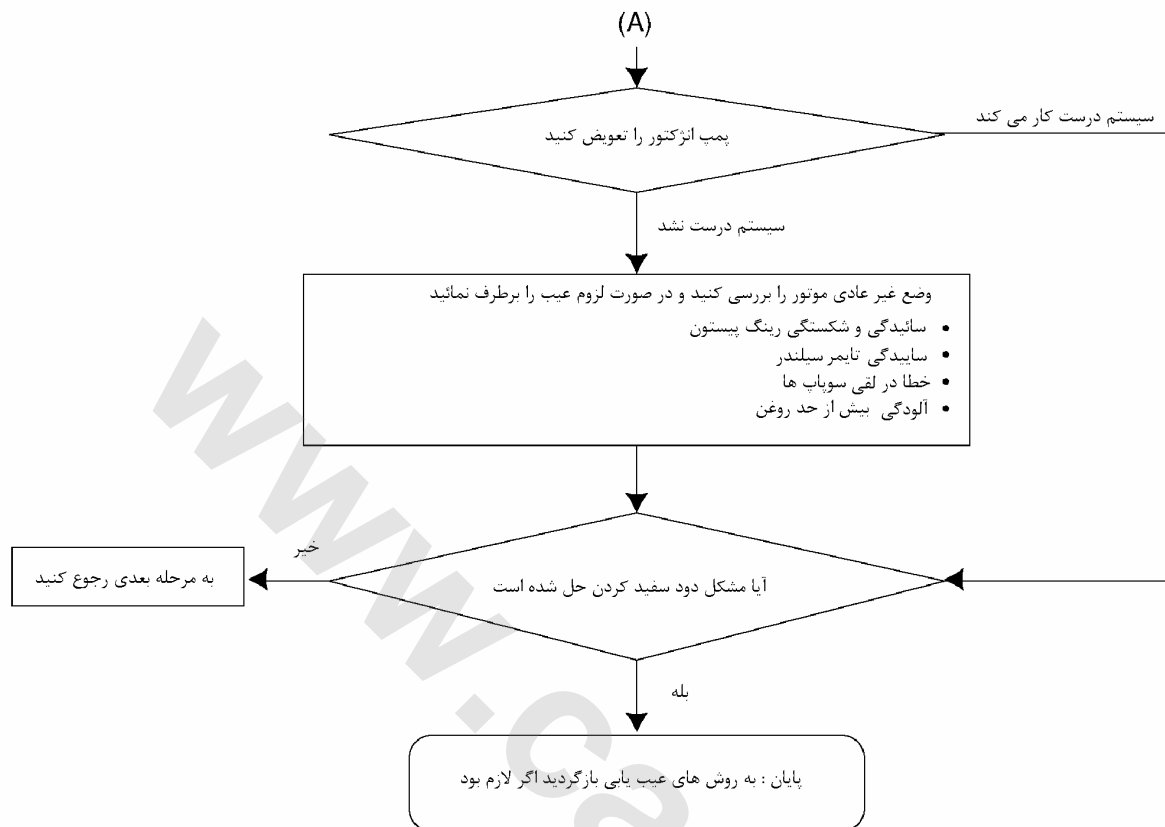 (A)
پمپ انژکتور را تعویض کنید
سیستم درست کار می کند
سیستم درست نشد
وضع غیر عادی موتور را بررسی کنید و در صورت لزوم عیب را برطرف نمائید
• سائیدگی و شکستگی رینگ پیستون
• ساییدگی تایمر سیلندر
• خطا در لقی سوپاپ ها
• آلودگی بیش از حد روغن
آیا مشکل دود سفید کردن حل شده است
خیر
به مرحله بعدی رجوع کنید
بله
پایان : به روش های عیب یابی بازگردید اگر لازم بود
www.ca